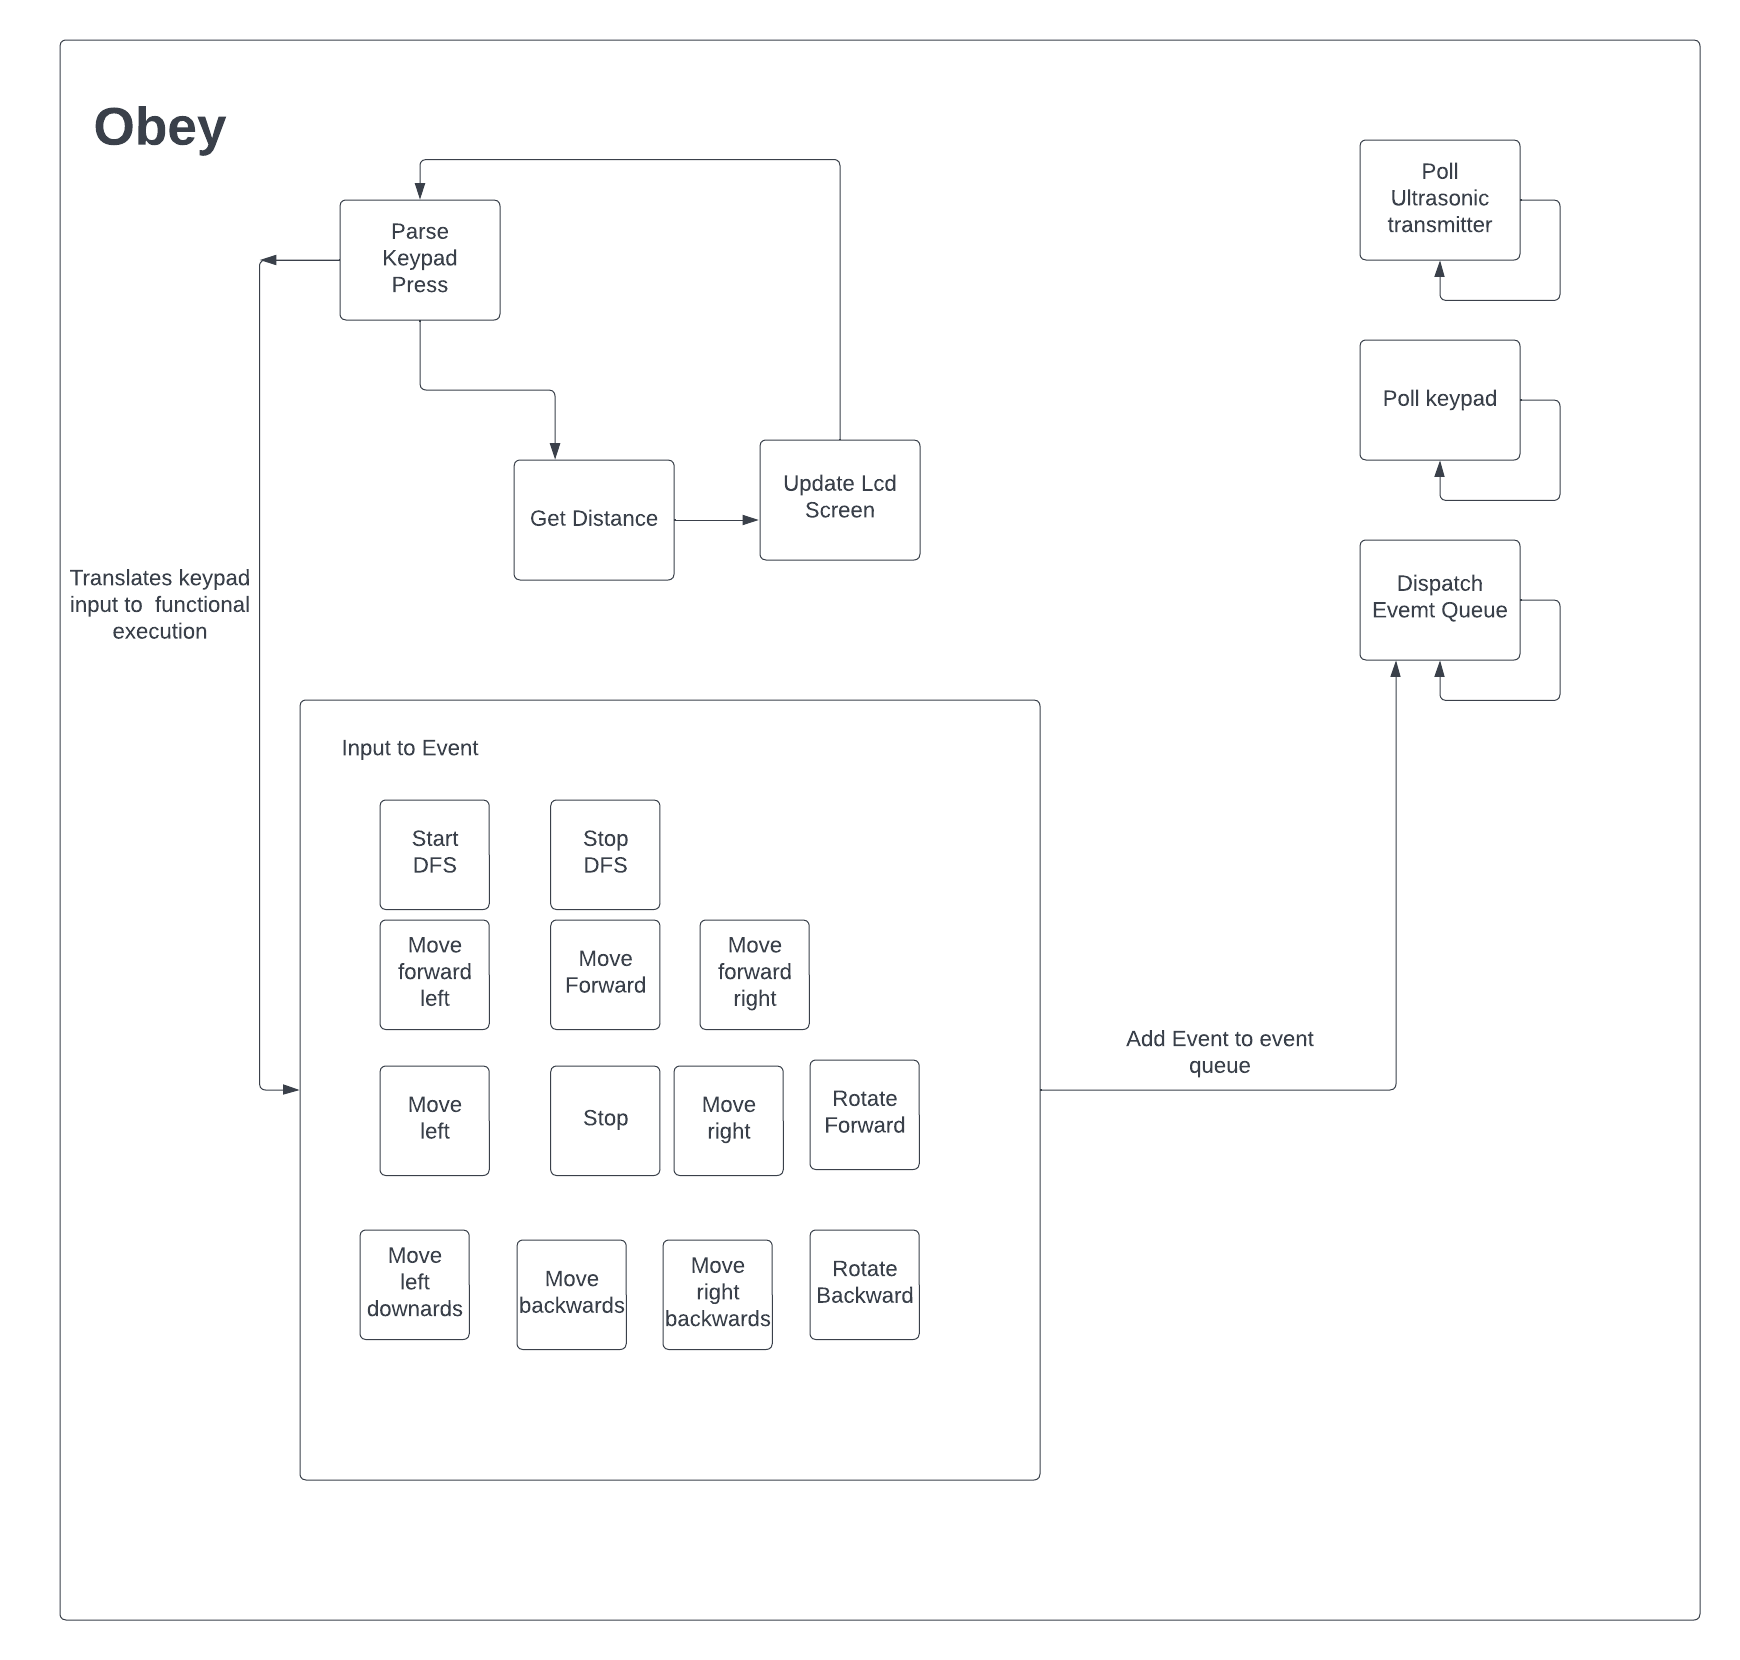 Obey
Parse
Keypad
Press
Get Distance
Update Lcd
Screen
Poll
Ultrasonic
transmitter
Poll keypad
Dispatch
Evemt Queue
Translates keypad
input to  functional
execution
Input to Event
Start
DFS
Stop
DFS
Move
forward
left
Move
Forward
Move
forward
right
Move
left
Stop
Move
right
Rotate
Forward
Move
left
downards
Move
backwards
Move
right
backwards
Rotate
Backward
Add Event to event
queue